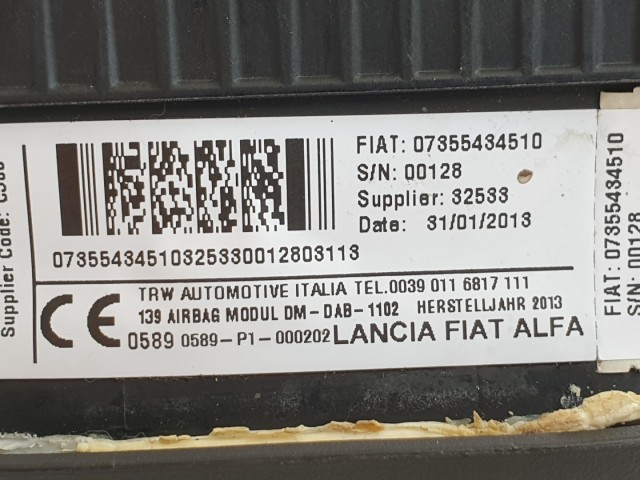 FIAT: 07355434510
S/N: 00128
Supplier: 32533
Date: 31/01/2013
07355434510325330012803113
TRW AUTOMOTIVE ITALIA TEL.0039 011 6817 111
139 AIRBAG MODUL DM-DAB-1102 HERSTELLJAHR 2013
CE 0589 0589-P1-000202 LANCIA FIAT ALFA
Supplier Code:
FIAT: 07355434510
S/N: 00128